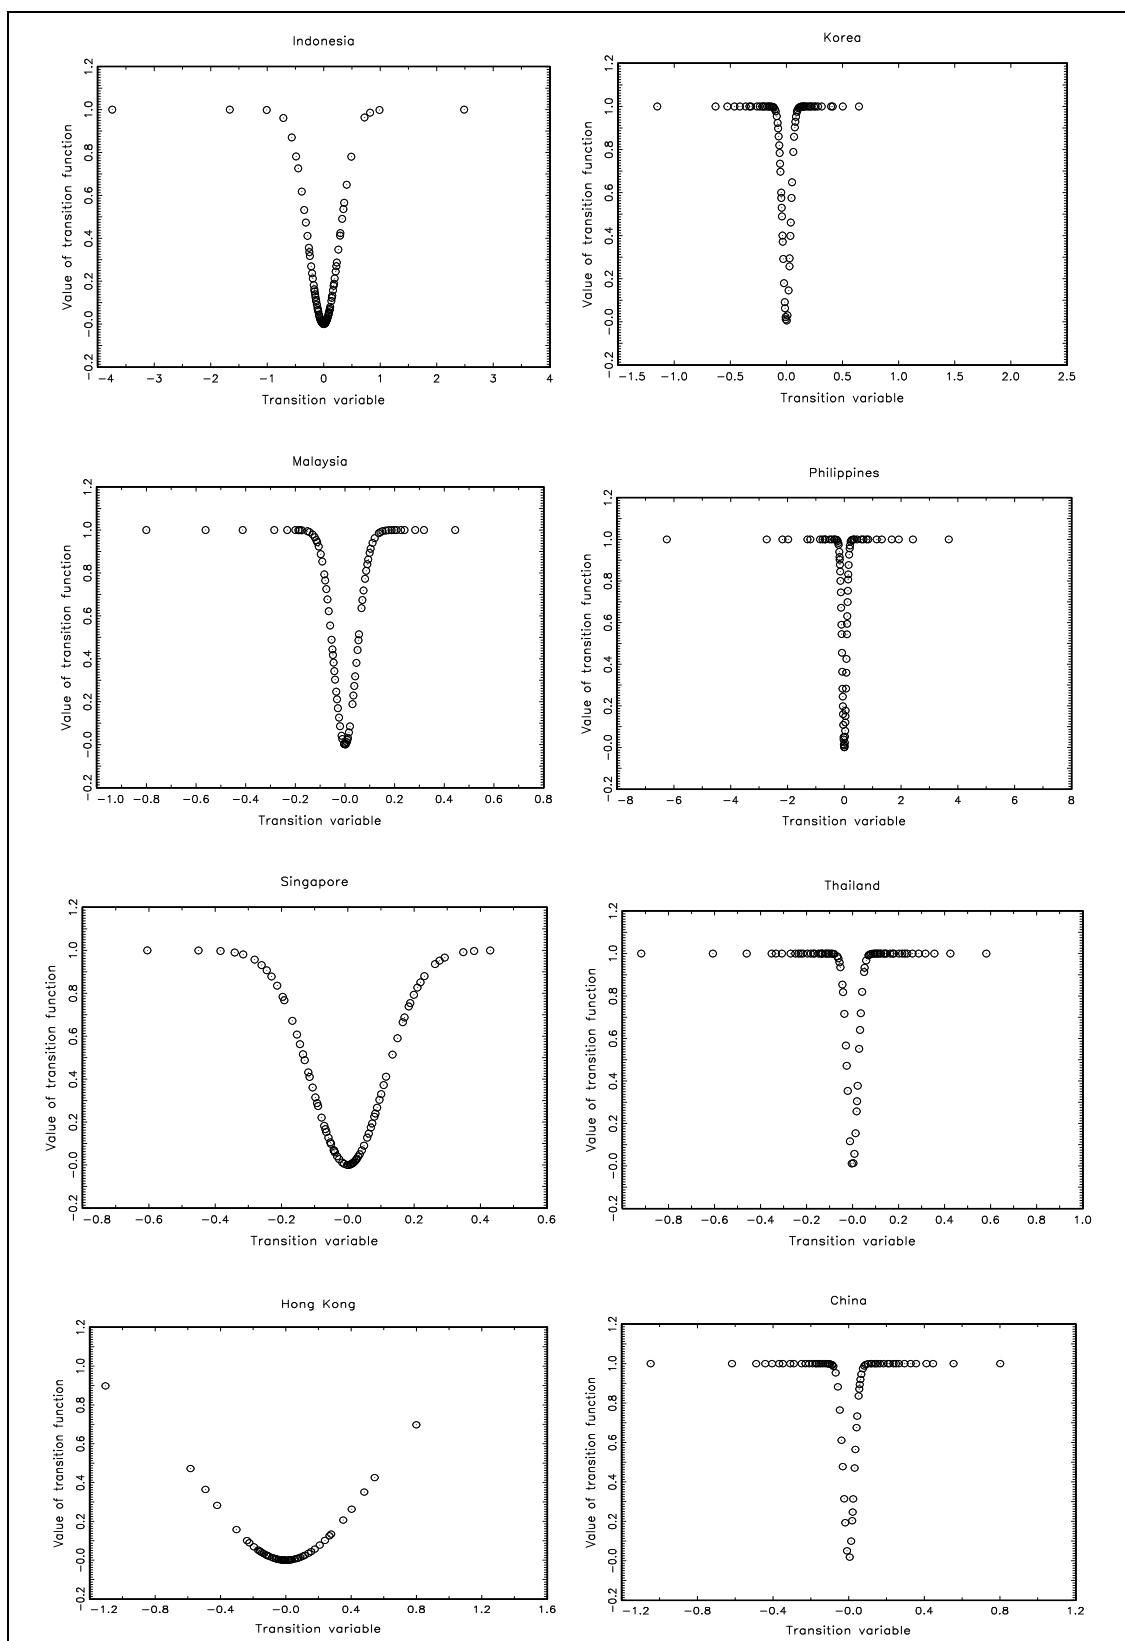 Indonesia
Value of transition function
−0.2 −0.0 0.2 0.4 0.6 0.8 1.0 1.2
−4 −3 −2 −1 0 1 2 3 4
Transition variable
Korea
Value of transition function
−0.2 −0.0 0.2 0.4 0.6 0.8 1.0 1.2
−1.5 −1.0 −0.5 0.0 0.5 1.0 1.5 2.0 2.5
Transition variable
Malaysia
Value of transition function
−0.2 −0.0 0.2 0.4 0.6 0.8 1.0 1.2
−1.0 −0.8 −0.6 −0.4 −0.2 −0.0 0.2 0.4 0.6 0.8
Transition variable
Philippines
Value of transition function
−0.2 −0.0 0.2 0.4 0.6 0.8 1.0 1.2
−8 −6 −4 −2 0 2 4 6 8
Transition variable
Singapore
Value of transition function
−0.2 −0.0 0.2 0.4 0.6 0.8 1.0 1.2
−0.8 −0.6 −0.4 −0.2 −0.0 0.2 0.4 0.6
Transition variable
Thailand
Value of transition function
−0.2 −0.0 0.2 0.4 0.6 0.8 1.0 1.2
−1.0 −0.8 −0.6 −0.4 −0.2 −0.0 0.2 0.4 0.6 0.8 1.0
Transition variable
Hong Kong
Value of transition function
−0.2 −0.0 0.2 0.4 0.6 0.8 1.0 1.2
−1.2 −0.8 −0.4 −0.0 0.4 0.8 1.2 1.6
Transition variable
China
Value of transition function
−0.2 −0.0 0.2 0.4 0.6 0.8 1.0 1.2
−1.2 −0.8 −0.4 −0.0 0.4 0.8 1.2
Transition variable